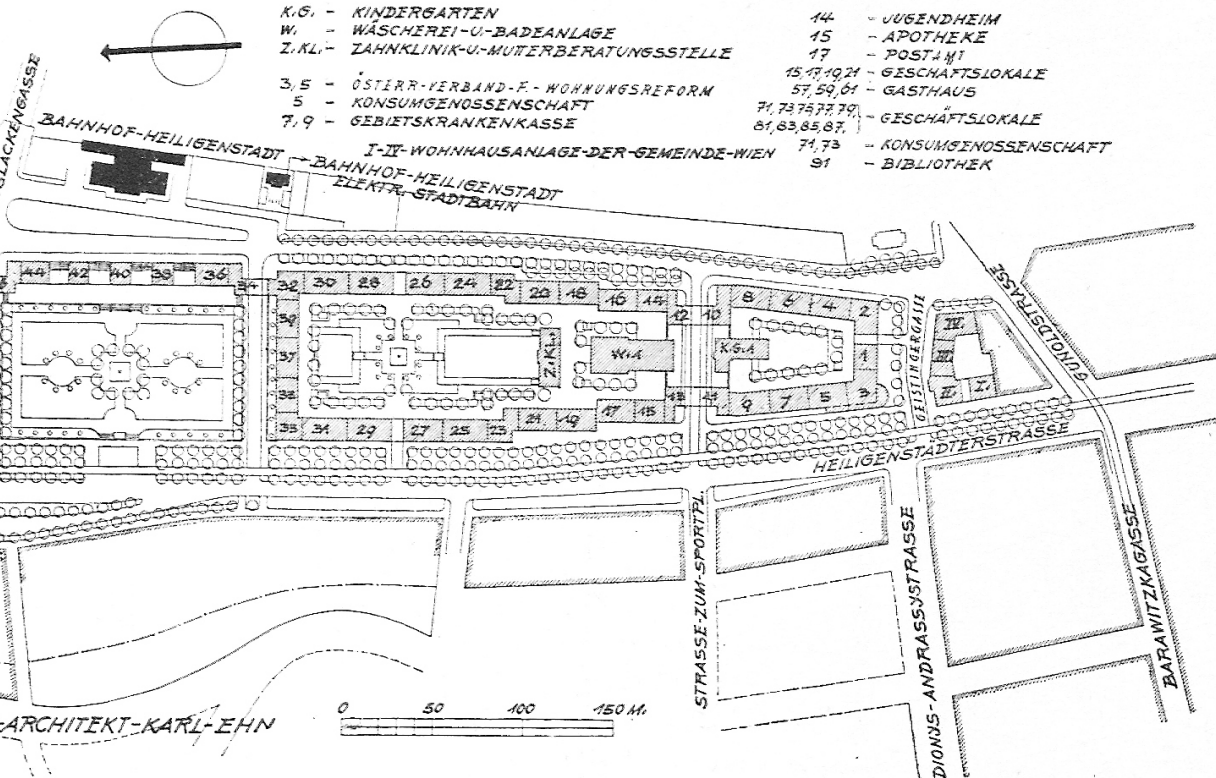 K.G. - KINDERGARTEN
W. - WÄSCHEREI-U-BADEANLAGE
Z.KL. - ZAHNKLINIK-U-MUTTERBERATUNGSSTELLE
3,5 - ÖSTERR-VERBAND-F.-WOHNUNGSREFORM
5 - KONSUMGENOSSENSCHAFT
7,9 - GEBIETSKRANKENKASSE
I-IV-WOHNHAUSANLAGE-DER-GEMEINDE-WIEN
14 - JUGENDHEIM
15 - APOTHEKE
17 - POSTAMT
15,17,19,21 - GESCHÄFTSLOKALE
57,59,61 - GASTHAUS
71,73,75,77,79,
81,83,85,87, - GESCHÄFTSLOKALE
71,73 - KONSUMGENOSSENSCHAFT
91 - BIBLIOTHEK
BAHNHOF-HEILIGENSTADT
BAHNHOF-HEILIGENSTADT
ELEKTR. STADTBAHN
44 42 40 38 36 34
32 30 28 26 24 22 20 18 16 14 12 10 8 6 4 2
39
37
Z.KL.1
W.1
K.G.1
1
33 31 29 27 25 23 21 19 17 15 13 11 9 7 5 3
IV.
III.
II. I.
GEISTINGERGASSE
GUNOLDSTRASSE
HEILIGENSTÄDTERSTRASSE
STRASSE-ZUM-SPORTPL.
DIONYS-ANDRASSYSTRASSE
BARAWITZKAGASSE
-ARCHITEKT-KARL-EHN
0 50 100 150 M.